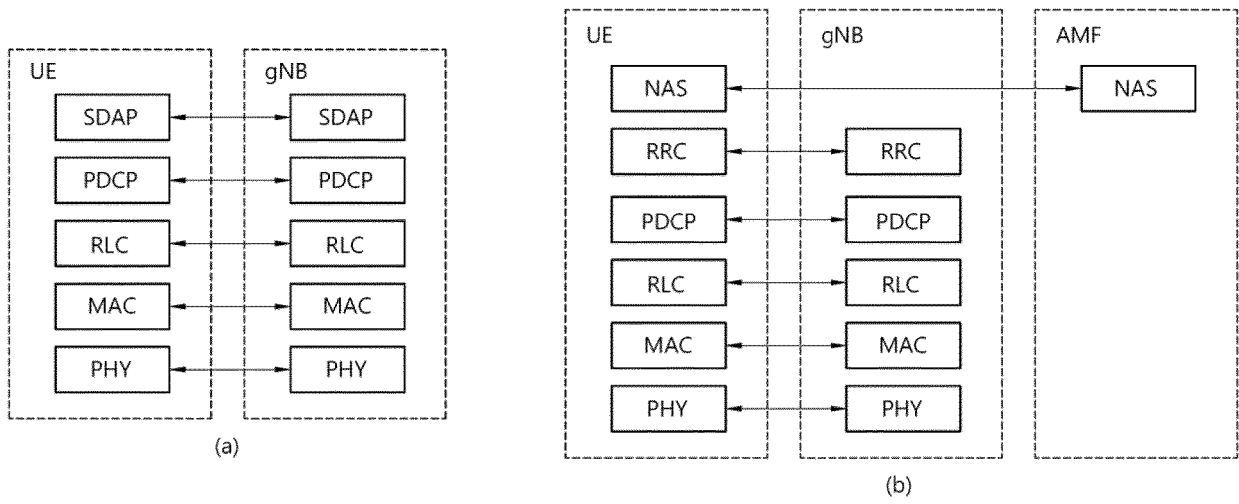 UE gNB
SDAP SDAP
PDCP PDCP
RLC RLC
MAC MAC
PHY PHY
(a)
UE gNB AMF
NAS NAS
RRC RRC
PDCP PDCP
RLC RLC
MAC MAC
PHY PHY
(b)